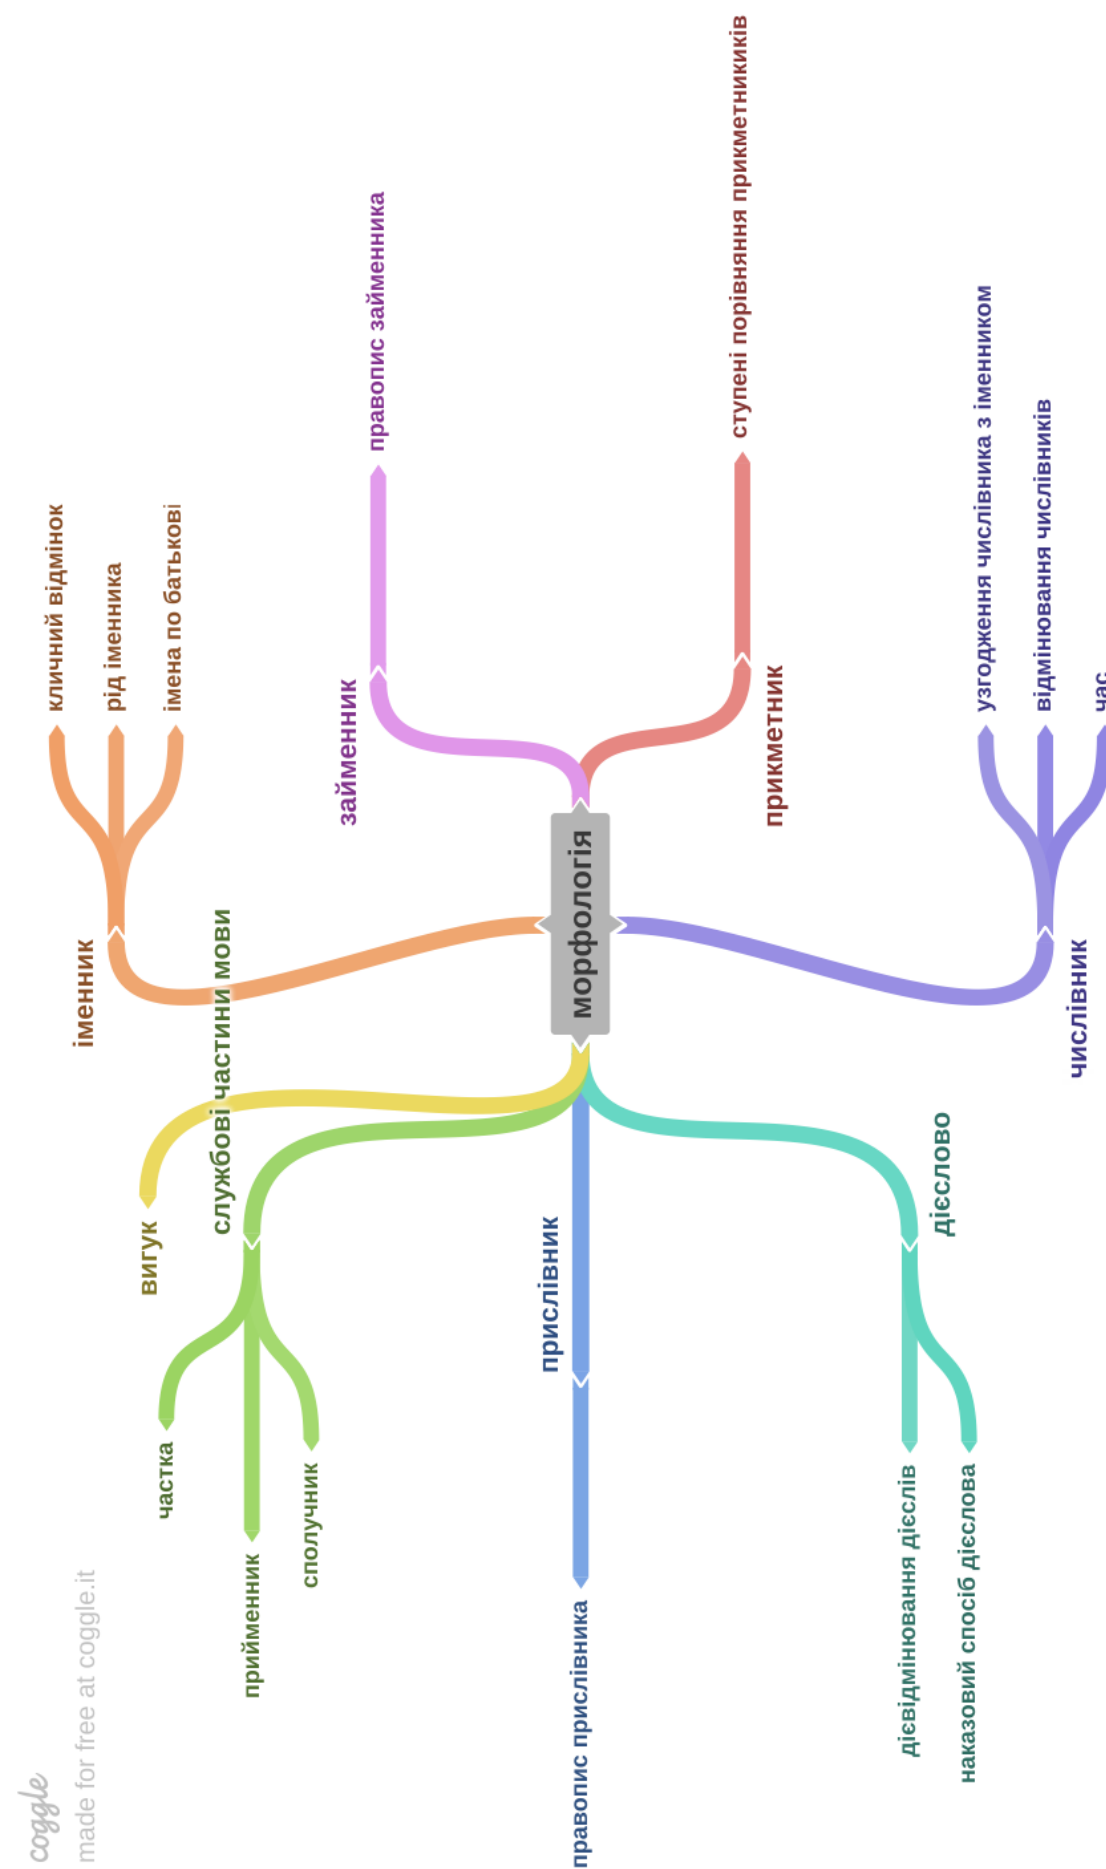 coggle
made for free at coggle.it
морфологія
іменник
кличний відмінок
рід іменника
імена по батькові
займенник
правопис займенника
прикметник
ступені порівняння прикметникиків
числівник
узгодження числівника з іменником
відмінювання числівників
час
вигук
службові частини мови
частка
прийменник
сполучник
прислівник
правопис прислівника
дієслово
дієвідмінювання дієслів
наказовий спосіб дієслова